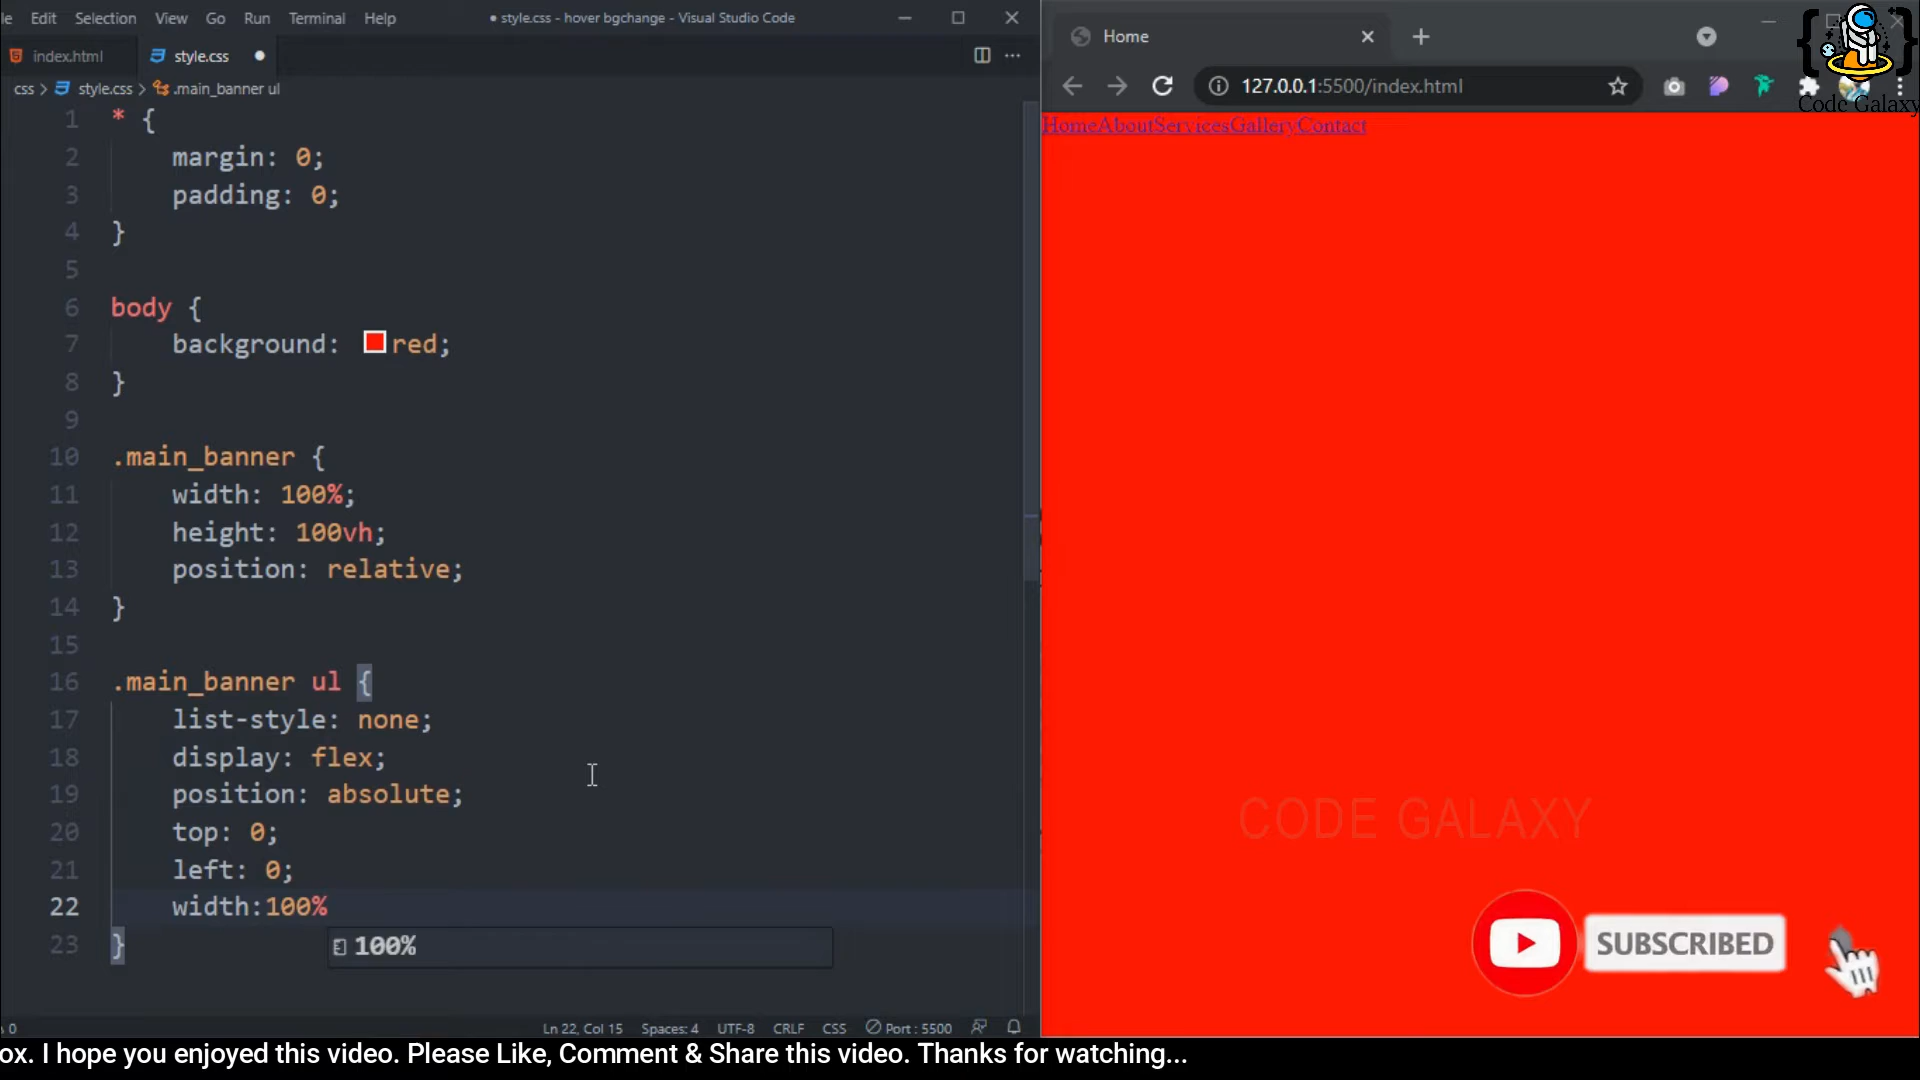 le Edit Selection View Go Run Terminal Help
● style.css - hover bgchange - Visual Studio Code
index.html style.css ●
css > style.css > .main_banner ul
1 * {
2 margin: 0;
3 padding: 0;
4 }
5
6 body {
7 background: red;
8 }
9
10 .main_banner {
11 width: 100%;
12 height: 100vh;
13 position: relative;
14 }
15
16 .main_banner ul {
17 list-style: none;
18 display: flex;
19 position: absolute;
20 top: 0;
21 left: 0;
22 width:100%
23 }
100%
0 Ln 22, Col 15 Spaces: 4 UTF-8 CRLF CSS Port : 5500
Home
127.0.0.1:5500/index.html
Code Galaxy
HomeAboutServicesGalleryContact
CODE GALAXY
SUBSCRIBED
ox. I hope you enjoyed this video. Please Like, Comment & Share this video. Thanks for watching...